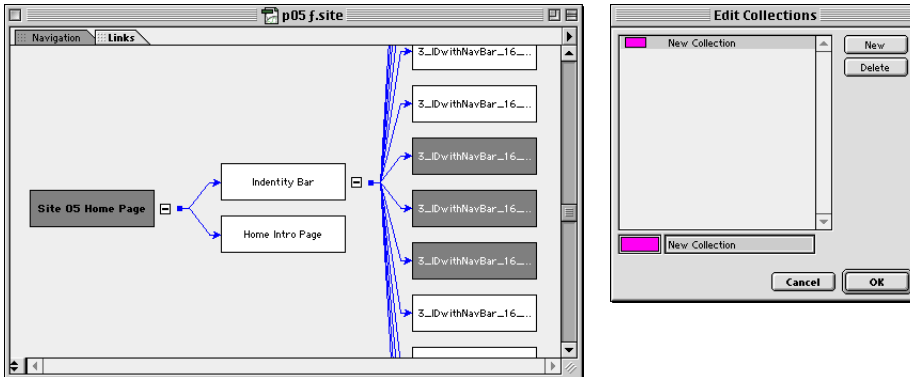 p05 ƒ.site
Navigation
Links
3_IDwithNavBar_16_...
3_IDwithNavBar_16_...
3_IDwithNavBar_16_...
Indentity Bar
Site 05 Home Page
3_IDwithNavBar_16_...
Home Intro Page
3_IDwithNavBar_16_...
3_IDwithNavBar_16_...
Edit Collections
New Collection
New
Delete
New Collection
Cancel
OK